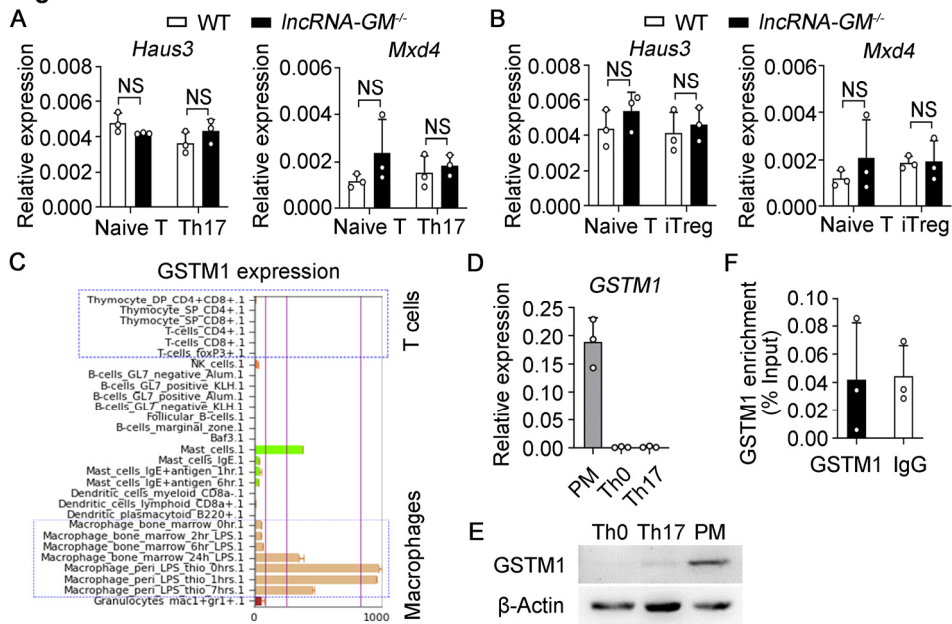 A
WT
lncRNA-GM-/-
Haus3
Mxd4
Relative expression
0.008
0.006
0.004
0.002
0.000
NS
NS
Naive T Th17
Relative expression
0.006
0.004
0.002
0.000
NS
NS
Naive T Th17
B
WT
lncRNA-GM-/-
Haus3
Mxd4
Relative expression
0.008
0.006
0.004
0.002
0.000
NS
NS
Naive T iTreg
Relative expression
0.006
0.004
0.002
0.000
NS
NS
Naive T iTreg
C
GSTM1 expression
Thymocyte_DP_CD4+CD8+.1
Thymocyte_SP_CD4+.1
Thymocyte_SP_CD8+.1
T-cells_CD4+.1
T-cells_CD8+.1
T-cells_foxP3+.1
NK_cells.1
B-cells_GL7_negative_Alum.1
B-cells_GL7_positive_KLH.1
B-cells_GL7_positive_Alum.1
B-cells_GL7_negative_KLH.1
Follicular_B-cells.1
B-cells_marginal_zone.1
Baf3.1
Mast_cells.1
Mast_cells_IgE.1
Mast_cells_IgE+antigen_1hr.1
Mast_cells_IgE+antigen_6hr.1
Dendritic_cells_myeloid_CD8a-.1
Dendritic_cells_lymphoid_CD8a+.1
Dendritic_plasmacytoid_B220+.1
Macrophage_bone_marrow_0hr.1
Macrophage_bone_marrow_2hr_LPS.1
Macrophage_bone_marrow_6hr_LPS.1
Macrophage_bone_marrow_24h_LPS.1
Macrophage_peri_LPS_thio_0hrs.1
Macrophage_peri_LPS_thio_1hrs.1
Macrophage_peri_LPS_thio_7hrs.1
Granulocytes_mac1+gr1+.1
0
1000
T cells
Macrophages
D
GSTM1
Relative expression
0.25
0.20
0.15
0.10
0.05
0.00
PM
Th0
Th17
E
Th0 Th17 PM
GSTM1
β-Actin
F
GSTM1 enrichment
(% Input)
0.10
0.08
0.06
0.04
0.02
0.00
GSTM1 IgG